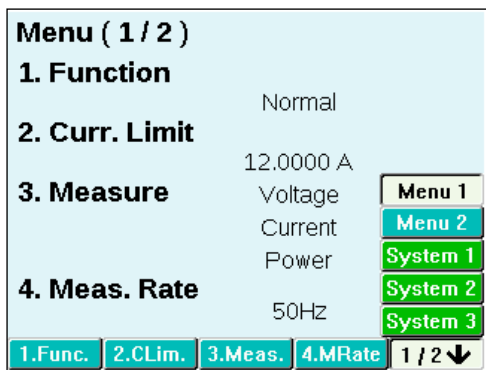 Menu ( 1 / 2 )
1. Function
Normal
2. Curr. Limit
12.0000 A
3. Measure
Voltage
Current
Power
4. Meas. Rate
50Hz
Menu 1
Menu 2
System 1
System 2
System 3
1.Func. 2.CLim. 3.Meas. 4.MRate 1 / 2 ↓